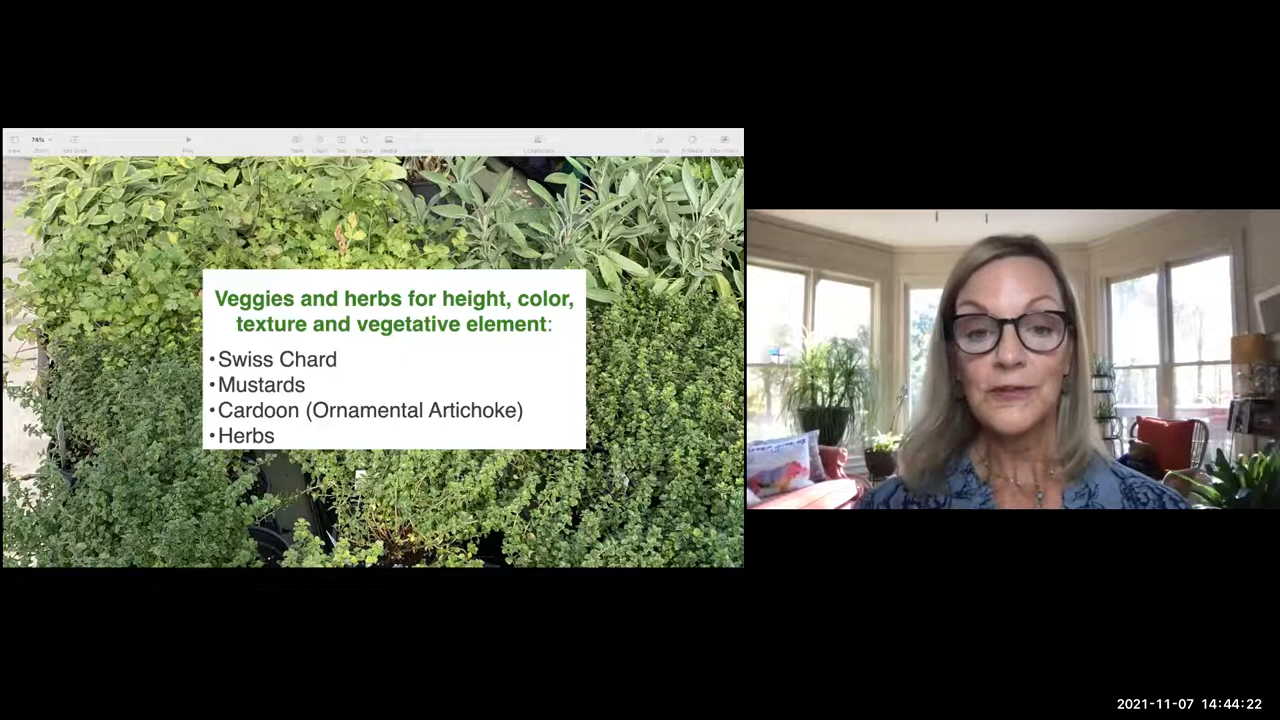 74%
Veggies and herbs for height, color,
texture and vegetative element:
•Swiss Chard
•Mustards
•Cardoon (Ornamental Artichoke)
•Herbs
2021-11-07 14:44:22